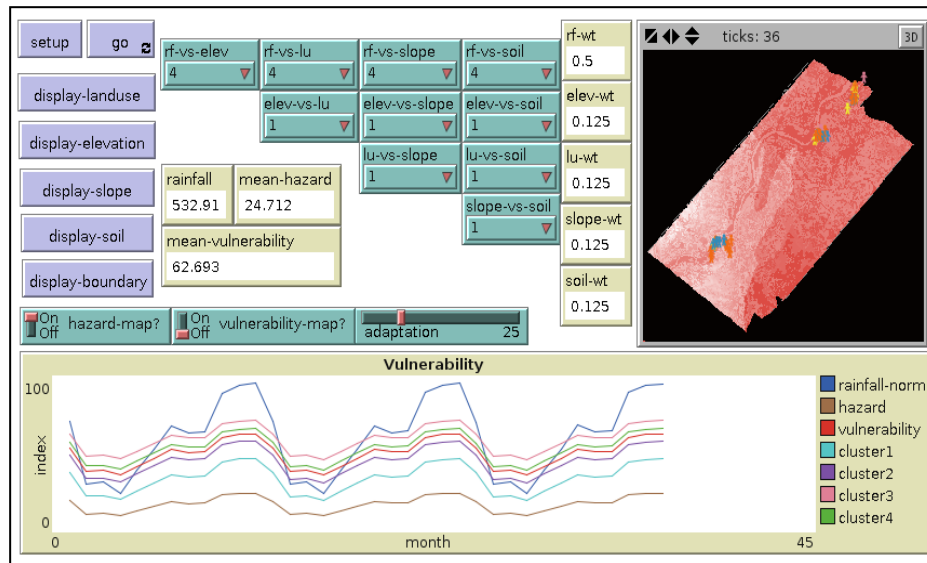 setup
go
display-landuse
display-elevation
display-slope
display-soil
display-boundary
rf-vs-elev
4
rf-vs-lu
4
rf-vs-slope
4
rf-vs-soil
4
elev-vs-lu
1
elev-vs-slope
1
elev-vs-soil
1
lu-vs-slope
1
lu-vs-soil
1
slope-vs-soil
1
rainfall
532.91
mean-hazard
24.712
mean-vulnerability
62.693
rf-wt
0.5
elev-wt
0.125
lu-wt
0.125
slope-wt
0.125
soil-wt
0.125
ticks: 36
3D
On
Off
hazard-map?
On
Off
vulnerability-map?
adaptation 25
Vulnerability
100
index
0
0
month
45
rainfall-norm
hazard
vulnerability
cluster1
cluster2
cluster3
cluster4